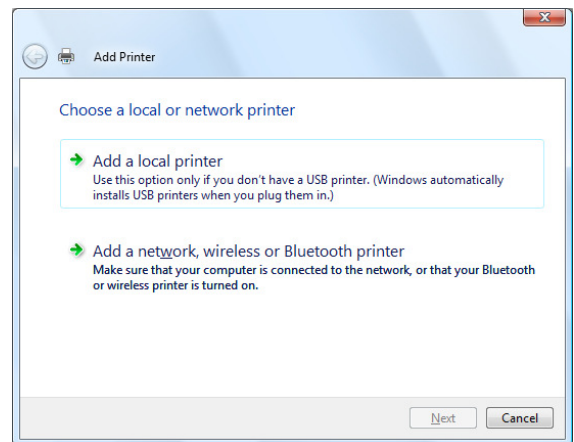 Add Printer
Choose a local or network printer
Add a local printer
Use this option only if you don't have a USB printer. (Windows automatically
installs USB printers when you plug them in.)
Add a network, wireless or Bluetooth printer
Make sure that your computer is connected to the network, or that your Bluetooth
or wireless printer is turned on.
Next
Cancel